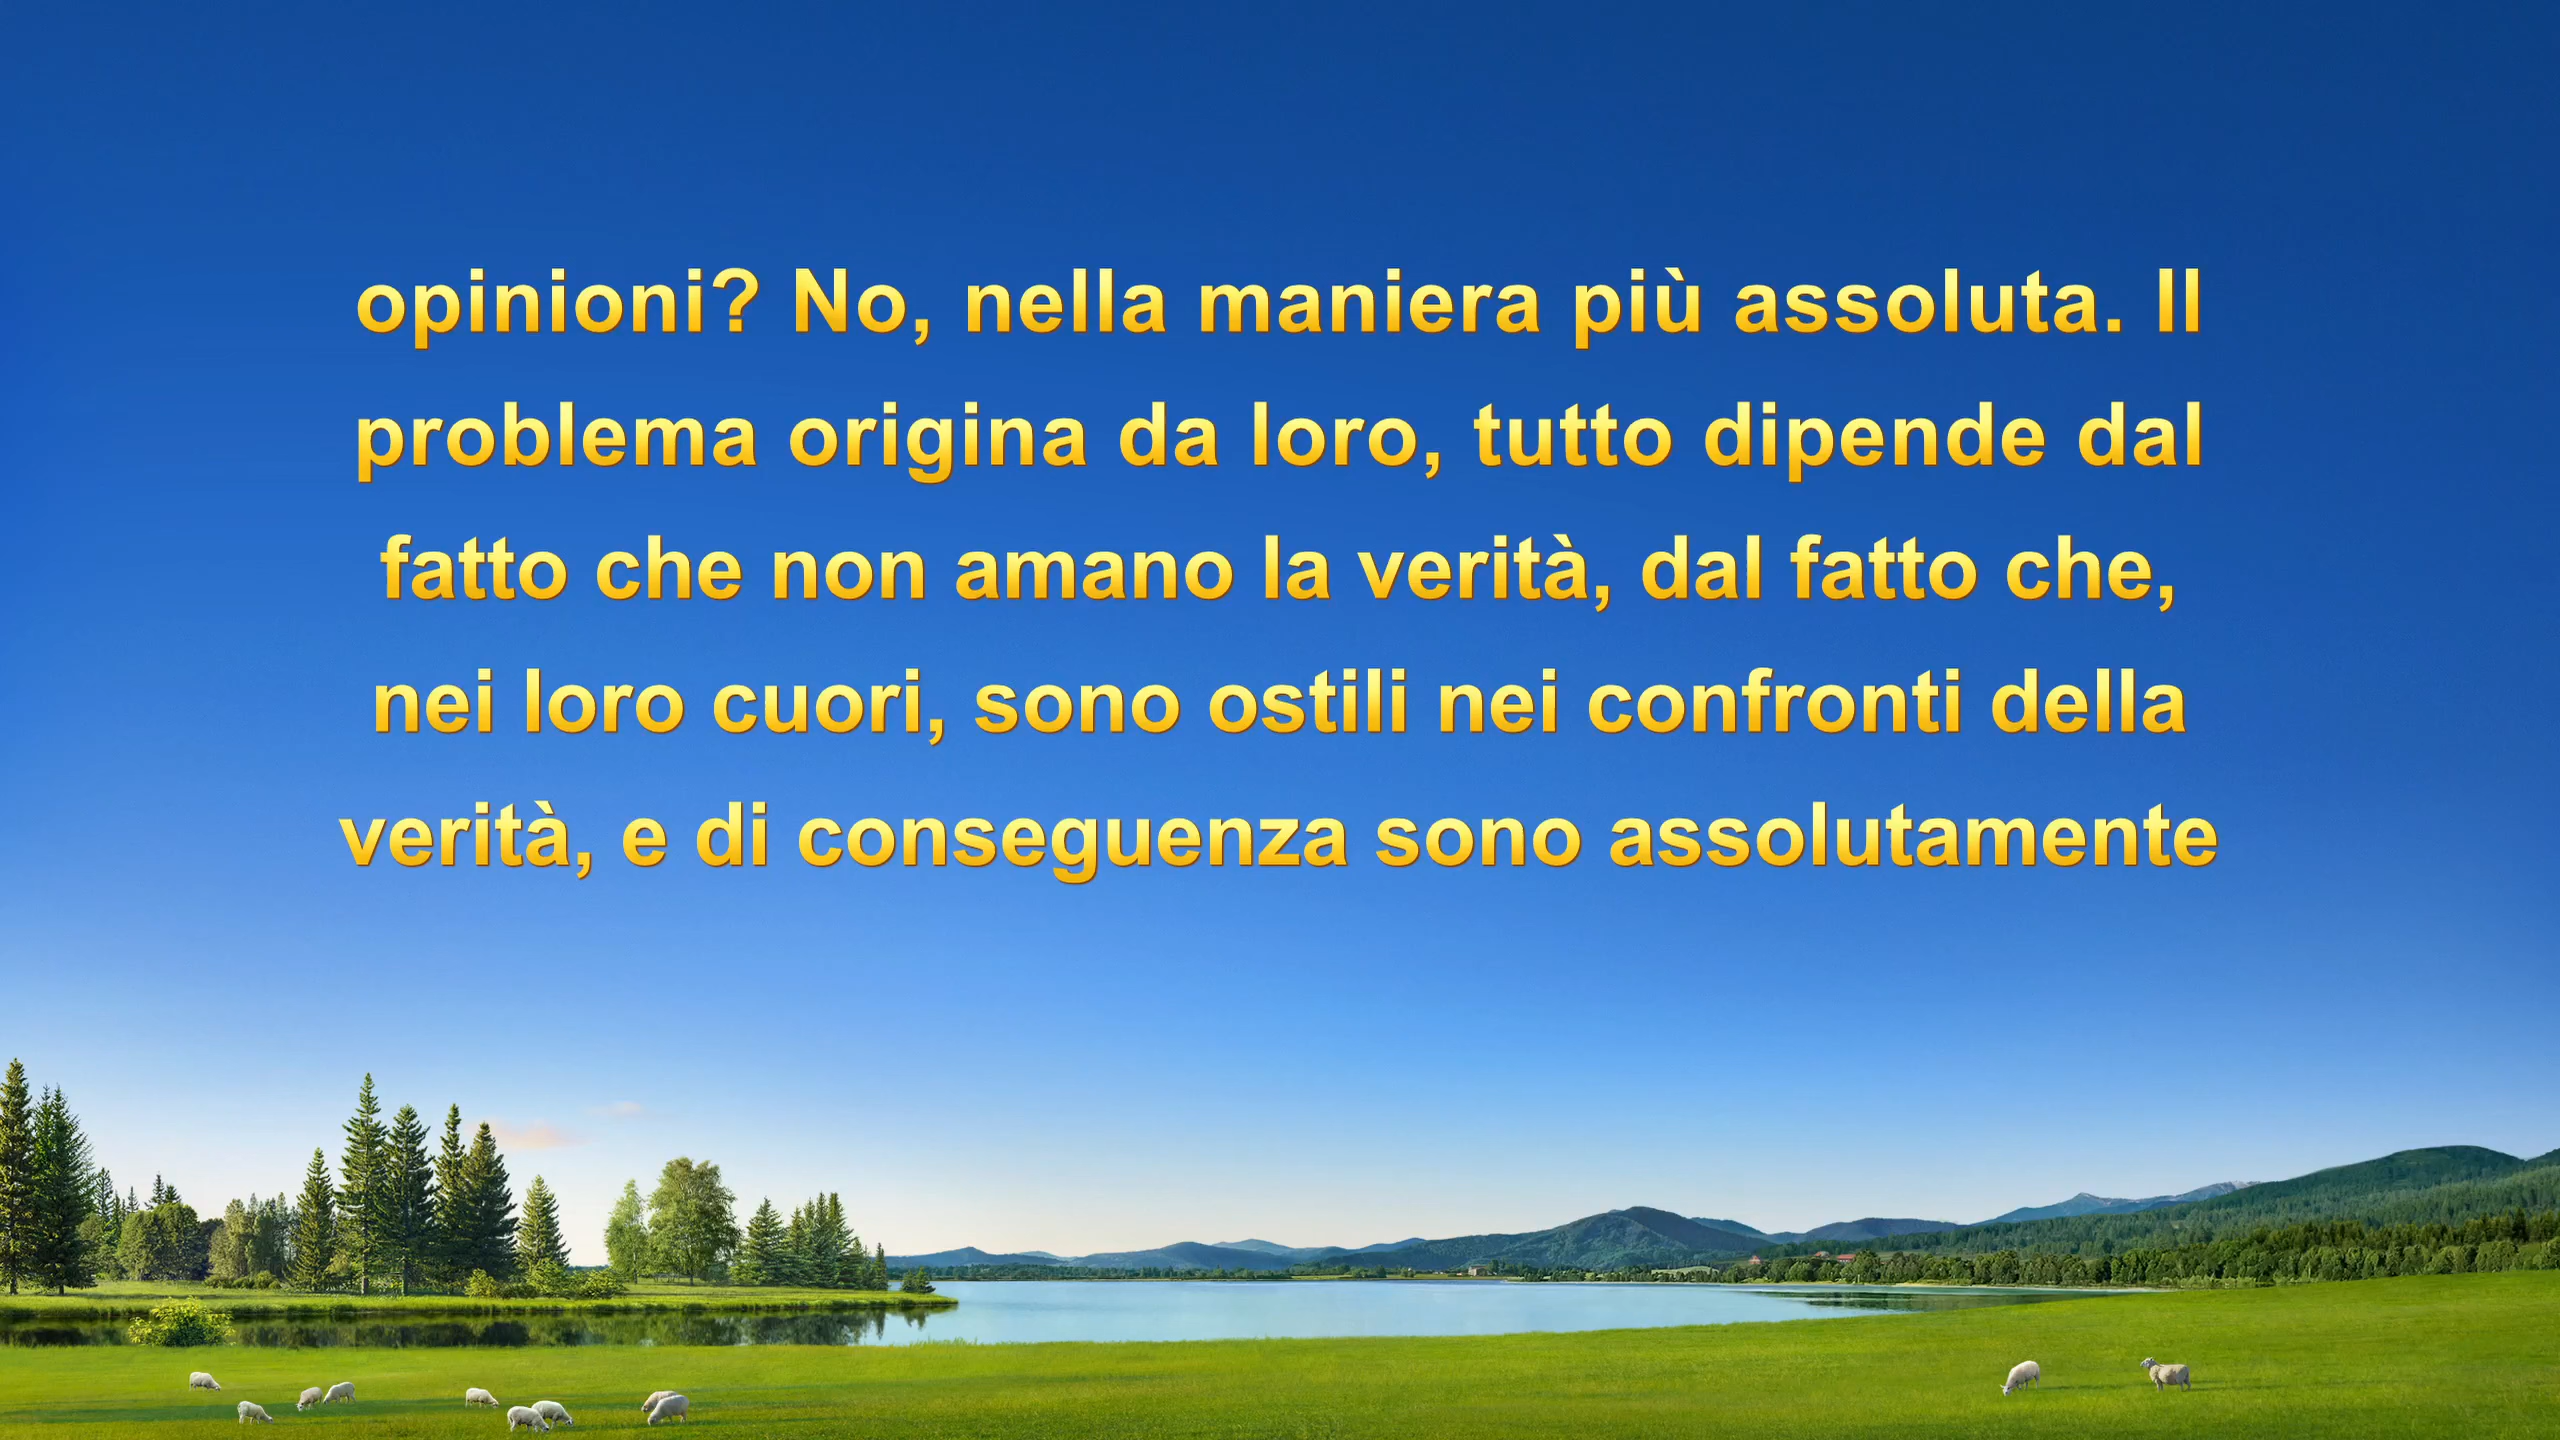 opinioni? No, nella maniera più assoluta. Il
problema origina da loro, tutto dipende dal
fatto che non amano la verità, dal fatto che,
nei loro cuori, sono ostili nei confronti della
verità, e di conseguenza sono assolutamente